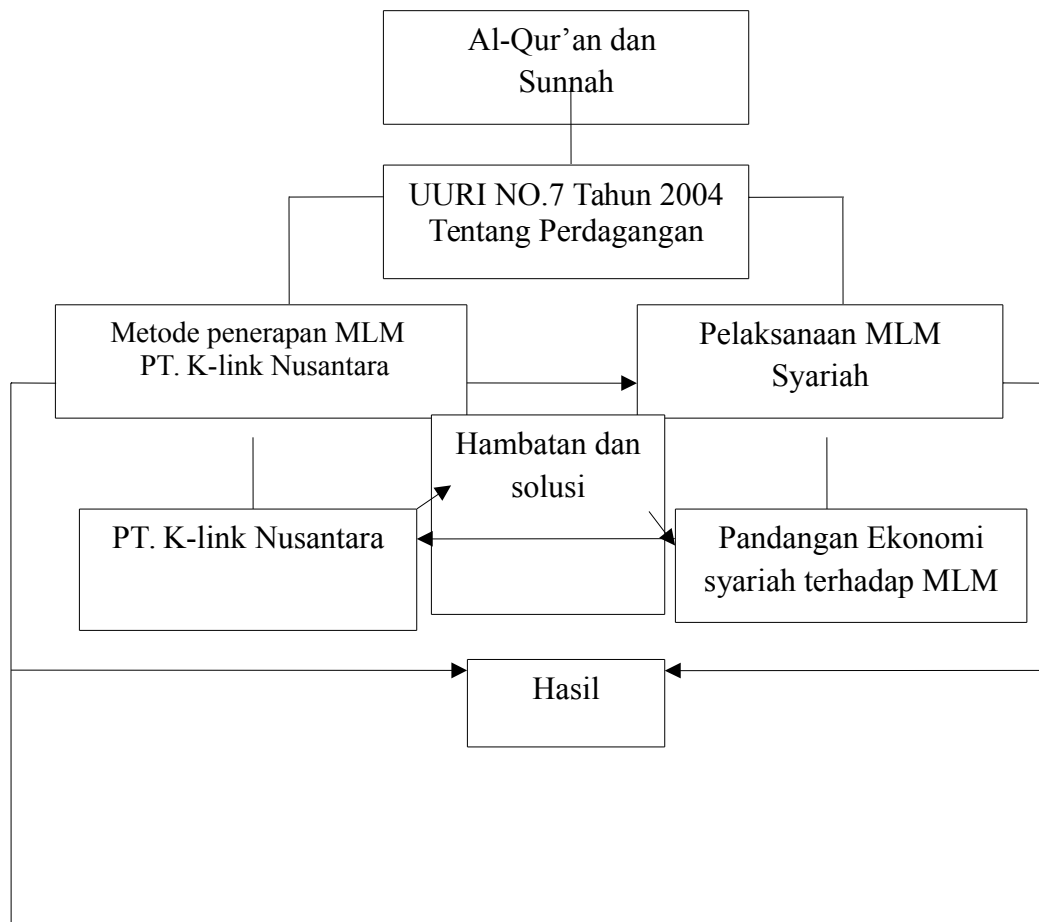 Al-Qur’an dan
Sunnah
UURI NO.7 Tahun 2004
Tentang Perdagangan
Metode penerapan MLM
PT. K-link Nusantara
Pelaksanaan MLM
Syariah
Hambatan dan
solusi
PT. K-link Nusantara
Pandangan Ekonomi
syariah terhadap MLM
Hasil